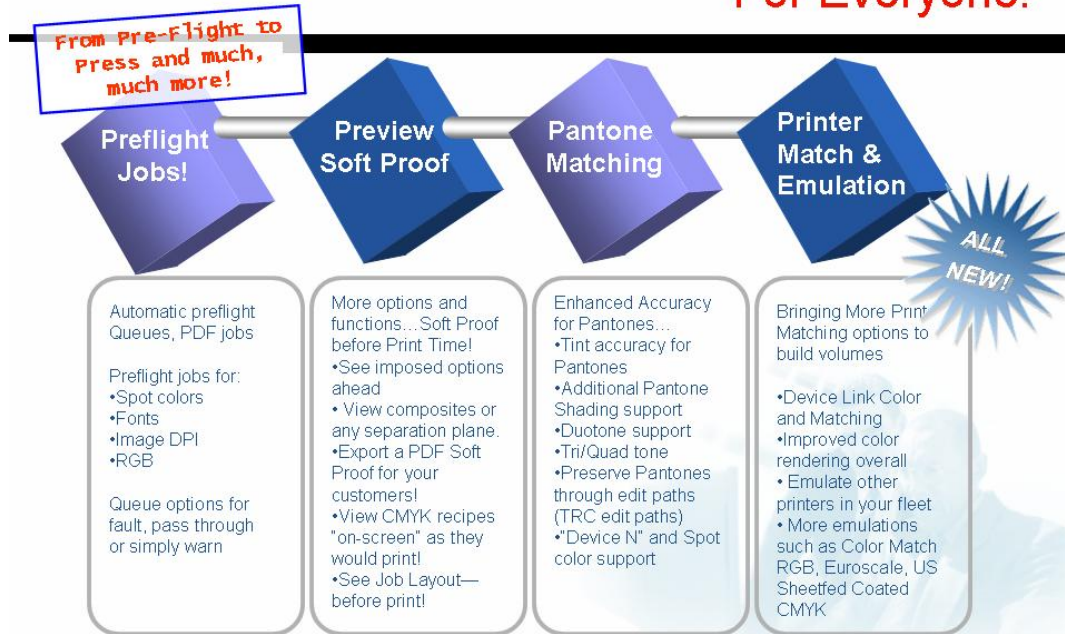 For Everyone!
From Pre-Flight to
Press and much,
much more!
Preflight
Jobs!
Preview
Soft Proof
Pantone
Matching
Printer
Match &
Emulation
ALL
NEW!
Automatic preflight
Queues, PDF jobs
Preflight jobs for:
•Spot colors
•Fonts
•Image DPI
•RGB
Queue options for
fault, pass through
or simply warn
More options and
functions…Soft Proof
before Print Time!
•See imposed options
ahead
• View composites or
any separation plane.
•Export a PDF Soft
Proof for your
customers!
•View CMYK recipes
"on-screen" as they
would print!
•See Job Layout—
before print!
Enhanced Accuracy
for Pantones…
•Tint accuracy for
Pantones
•Additional Pantone
Shading support
•Duotone support
•Tri/Quad tone
•Preserve Pantones
through edit paths
(TRC edit paths)
•"Device N" and Spot
color support
Bringing More Print
Matching options to
build volumes
•Device Link Color
and Matching
•Improved color
rendering overall
• Emulate other
printers in your fleet
• More emulations
such as Color Match
RGB, Euroscale, US
Sheetfed Coated
CMYK